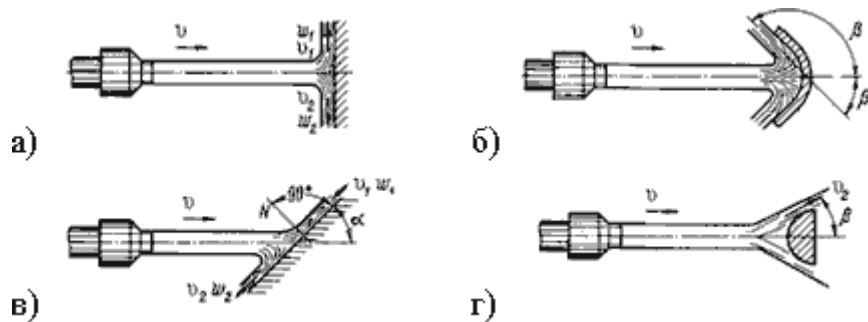 υ w₁ υ₁ υ₂ w₂
а)
υ β β
б)
υ N 90° α υ₁ w₁ υ₂ w₂
в)
υ υ₂ β
г)